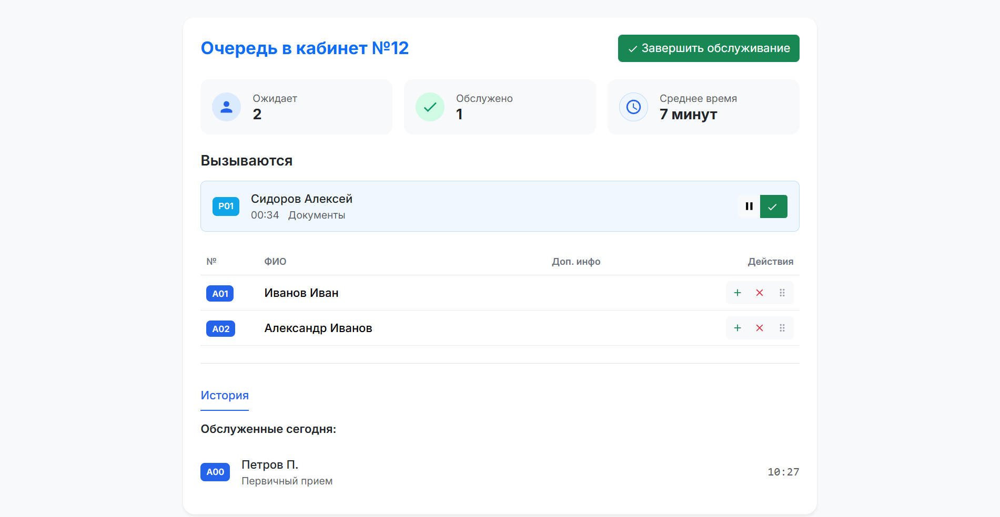 Очередь в кабинет №12
Завершить обслуживание
Ожидает
2
Обслужено
1
Среднее время
7 минут
Вызываются
P01
Сидоров Алексей
00:34 Документы
№ ФИО Доп. инфо Действия
A01 Иванов Иван
A02 Александр Иванов
История
Обслуженные сегодня:
A00
Петров П.
Первичный прием
10:27